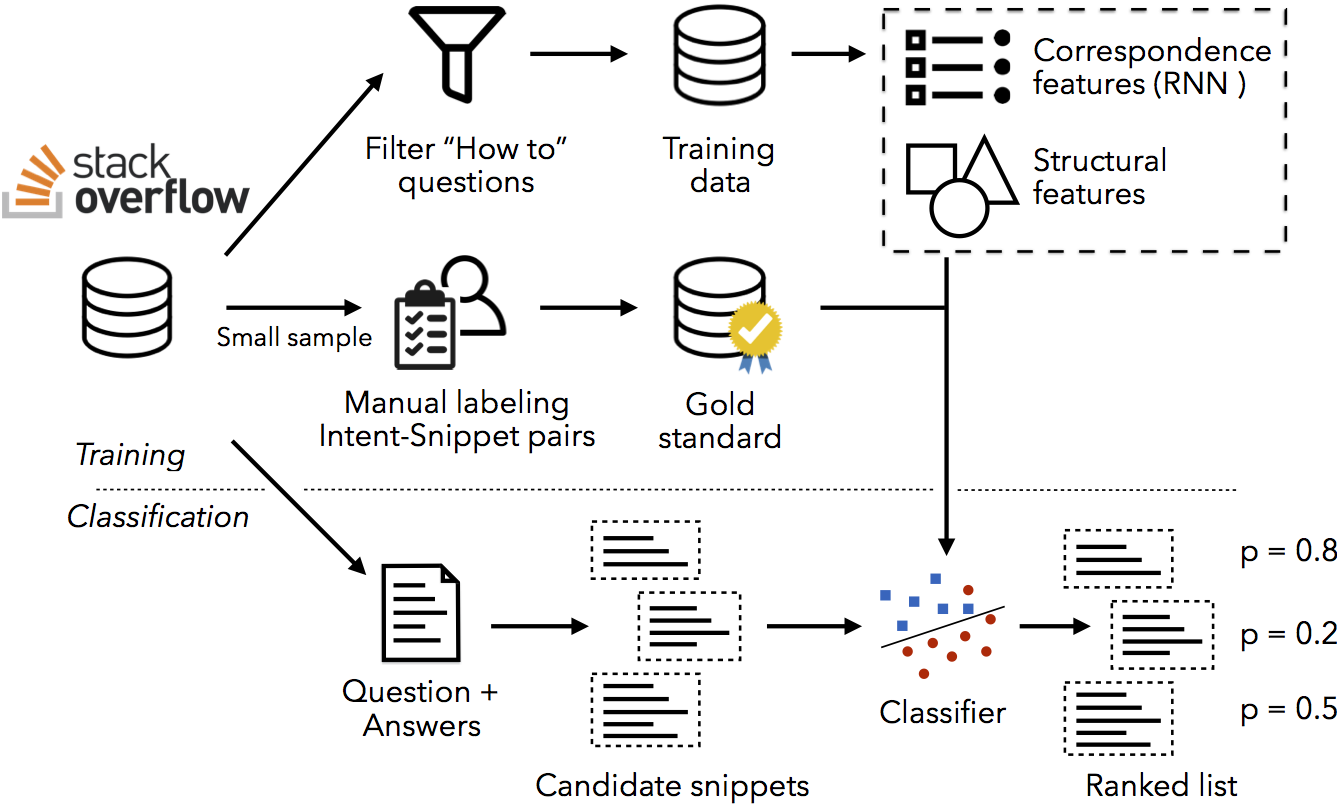 stack
overflow
Filter “How to”
questions
Training
data
Correspondence
features (RNN )
Structural
features
Small sample
Manual labeling
Intent-Snippet pairs
Gold
standard
Training
Classification
Question +
Answers
Candidate snippets
Classifier
p = 0.8
p = 0.2
p = 0.5
Ranked list